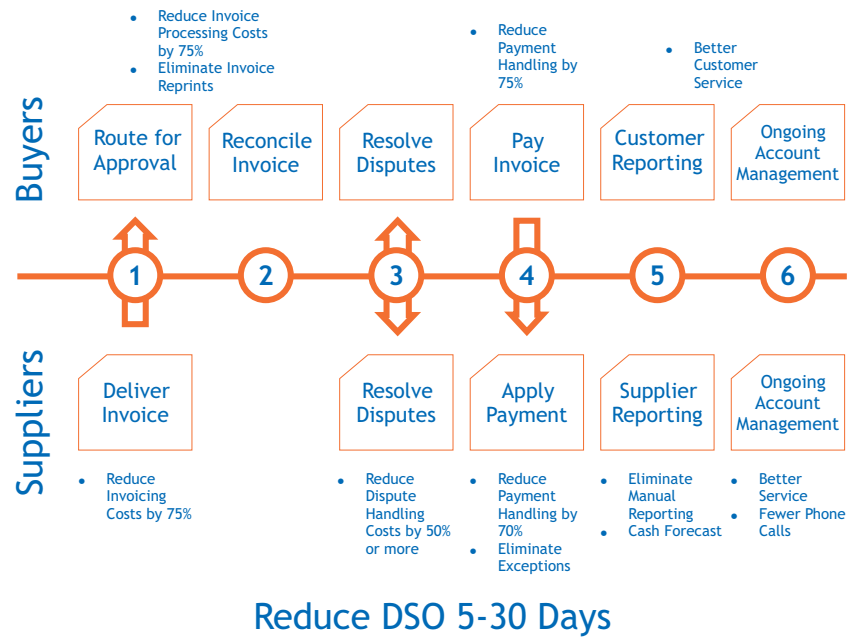 • Reduce Invoice
Processing Costs
by 75%
• Eliminate Invoice
Reprints
• Reduce
Payment
Handling by
75%
• Better
Customer
Service
Buyers
Route for
Approval
Reconcile
Invoice
Resolve
Disputes
Pay
Invoice
Customer
Reporting
Ongoing
Account
Management
1
2
3
4
5
6
Suppliers
Deliver
Invoice
Resolve
Disputes
Apply
Payment
Supplier
Reporting
Ongoing
Account
Management
• Reduce
Invoicing
Costs by 75%
• Reduce
Dispute
Handling
Costs by 50%
or more
• Reduce
Payment
Handling by
70%
• Eliminate
Exceptions
• Eliminate
Manual
Reporting
• Cash Forecast
• Better
Service
• Fewer Phone
Calls
Reduce DSO 5-30 Days